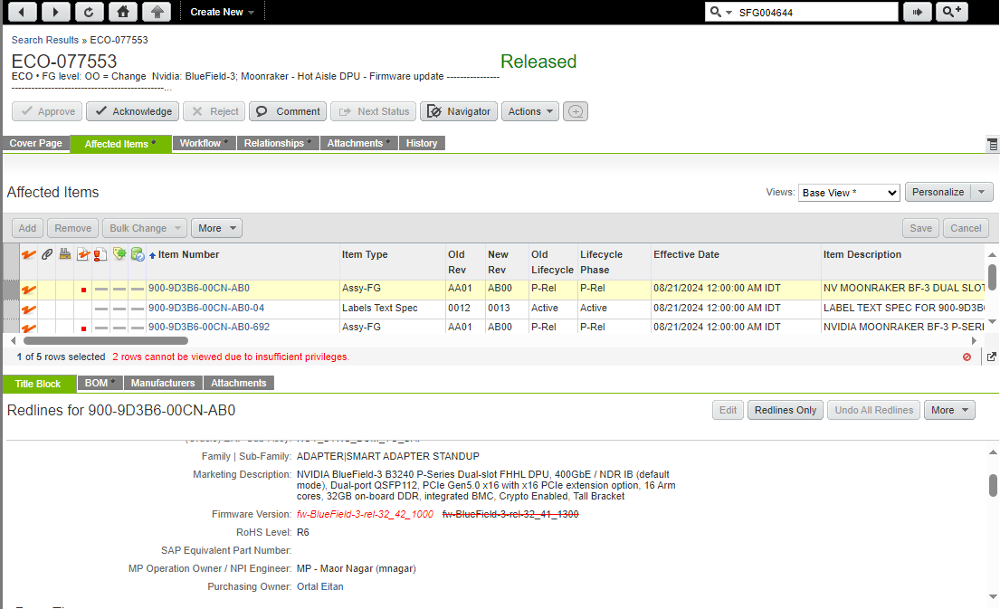 Create New
SFG004644
Search Results » ECO-077553
ECO-077553
Released
ECO • FG level: OO = Change Nvidia: BlueField-3; Moonraker - Hot Aisle DPU - Firmware update ----------------
-----------------------------------------------...
Approve Acknowledge Reject Comment Next Status Navigator Actions
Cover Page Affected Items * Workflow * Relationships * Attachments * History
Affected Items
Views: Base View * Personalize
Add Remove Bulk Change More Save Cancel
Item Number Item Type Old Rev New Rev Old Lifecycle Lifecycle Phase Effective Date Item Description
900-9D3B6-00CN-AB0 Assy-FG AA01 AB00 P-Rel P-Rel 08/21/2024 12:00:00 AM IDT NV MOONRAKER BF-3 DUAL SLOT
900-9D3B6-00CN-AB0-04 Labels Text Spec 0012 0013 Active Active 08/21/2024 12:00:00 AM IDT LABEL TEXT SPEC FOR 900-9D3B6
900-9D3B6-00CN-AB0-692 Assy-FG AA01 AB00 P-Rel P-Rel 08/21/2024 12:00:00 AM IDT NVIDIA MOONRAKER BF-3 P-SERI
1 of 5 rows selected 2 rows cannot be viewed due to insufficient privileges.
Title Block BOM * Manufacturers Attachments
Redlines for 900-9D3B6-00CN-AB0
Edit Redlines Only Undo All Redlines More
Family | Sub-Family: ADAPTER|SMART ADAPTER STANDUP
Marketing Description: NVIDIA BlueField-3 B3240 P-Series Dual-slot FHHL DPU, 400GbE / NDR IB (default
mode), Dual-port QSFP112, PCIe Gen5.0 x16 with x16 PCIe extension option, 16 Arm
cores, 32GB on-board DDR, integrated BMC, Crypto Enabled, Tall Bracket
Firmware Version: fw-BlueField-3-rel-32_42_1000 fw-BlueField-3-rel-32_41_1300
RoHS Level: R6
SAP Equivalent Part Number:
MP Operation Owner / NPI Engineer: MP - Maor Nagar (mnagar)
Purchasing Owner: Ortal Eitan